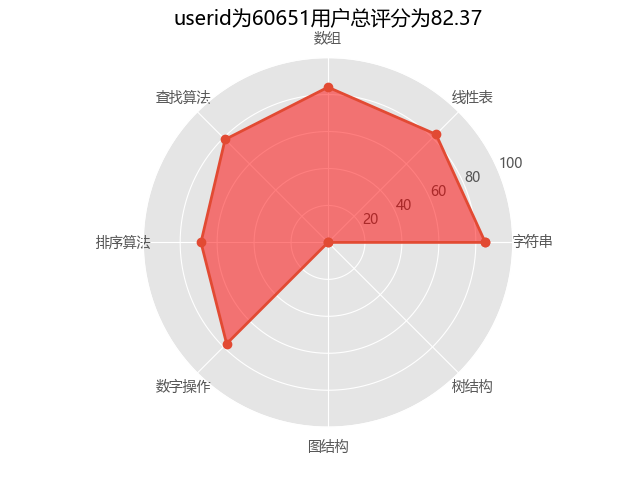 userid为60651用户总评分为82.37
数组
查找算法
线性表
100
80
60
40
20
排序算法
字符串
数字操作
树结构
图结构